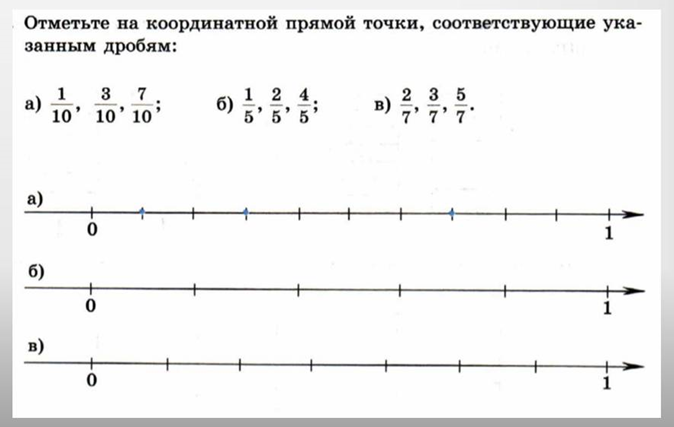 Отметьте на координатной прямой точки, соответствующие ука-
занным дробям:
а) 1/10, 3/10, 7/10; б) 1/5, 2/5, 4/5; в) 2/7, 3/7, 5/7.
а)
0 1
б)
0 1
в)
0 1